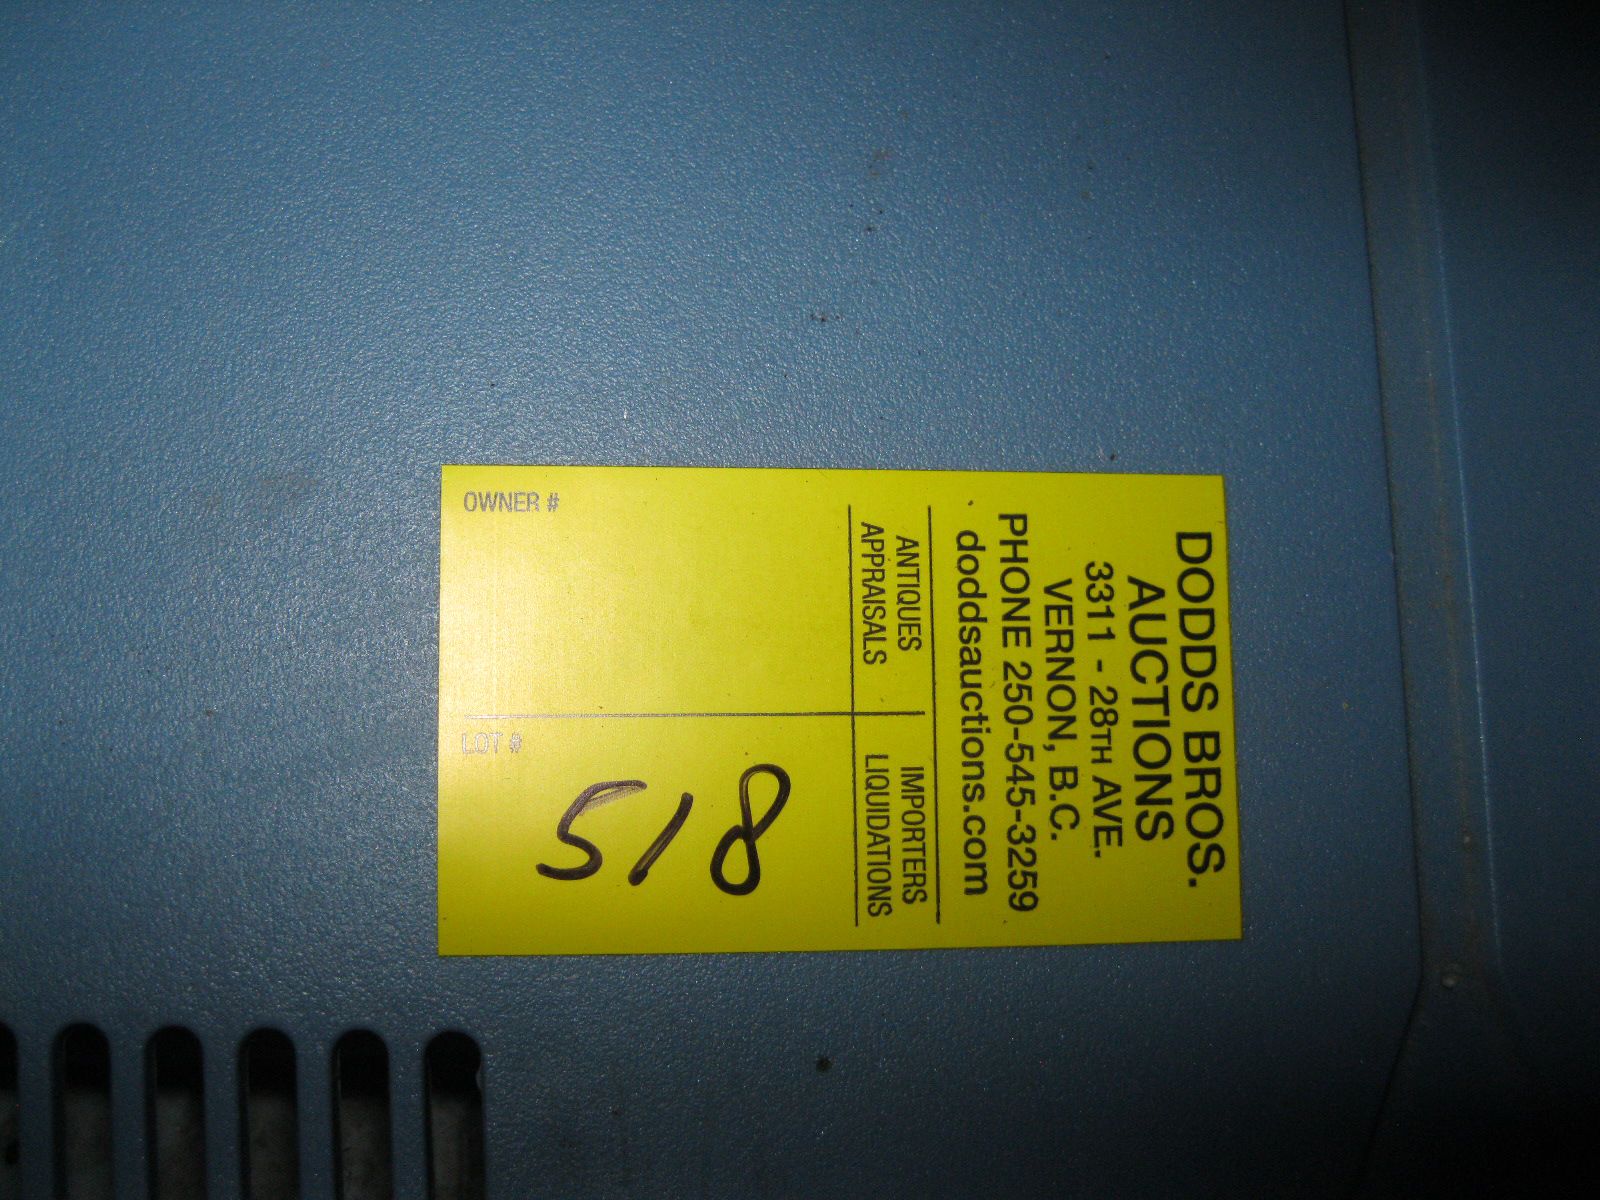 DODDS BROS.
AUCTIONS
3311 - 28TH AVE.
VERNON, B.C.
PHONE 250-545-3259
doddsauctions.com
ANTIQUES
APPRAISALS
IMPORTERS
LIQUIDATIONS
OWNER #
LOT #
518